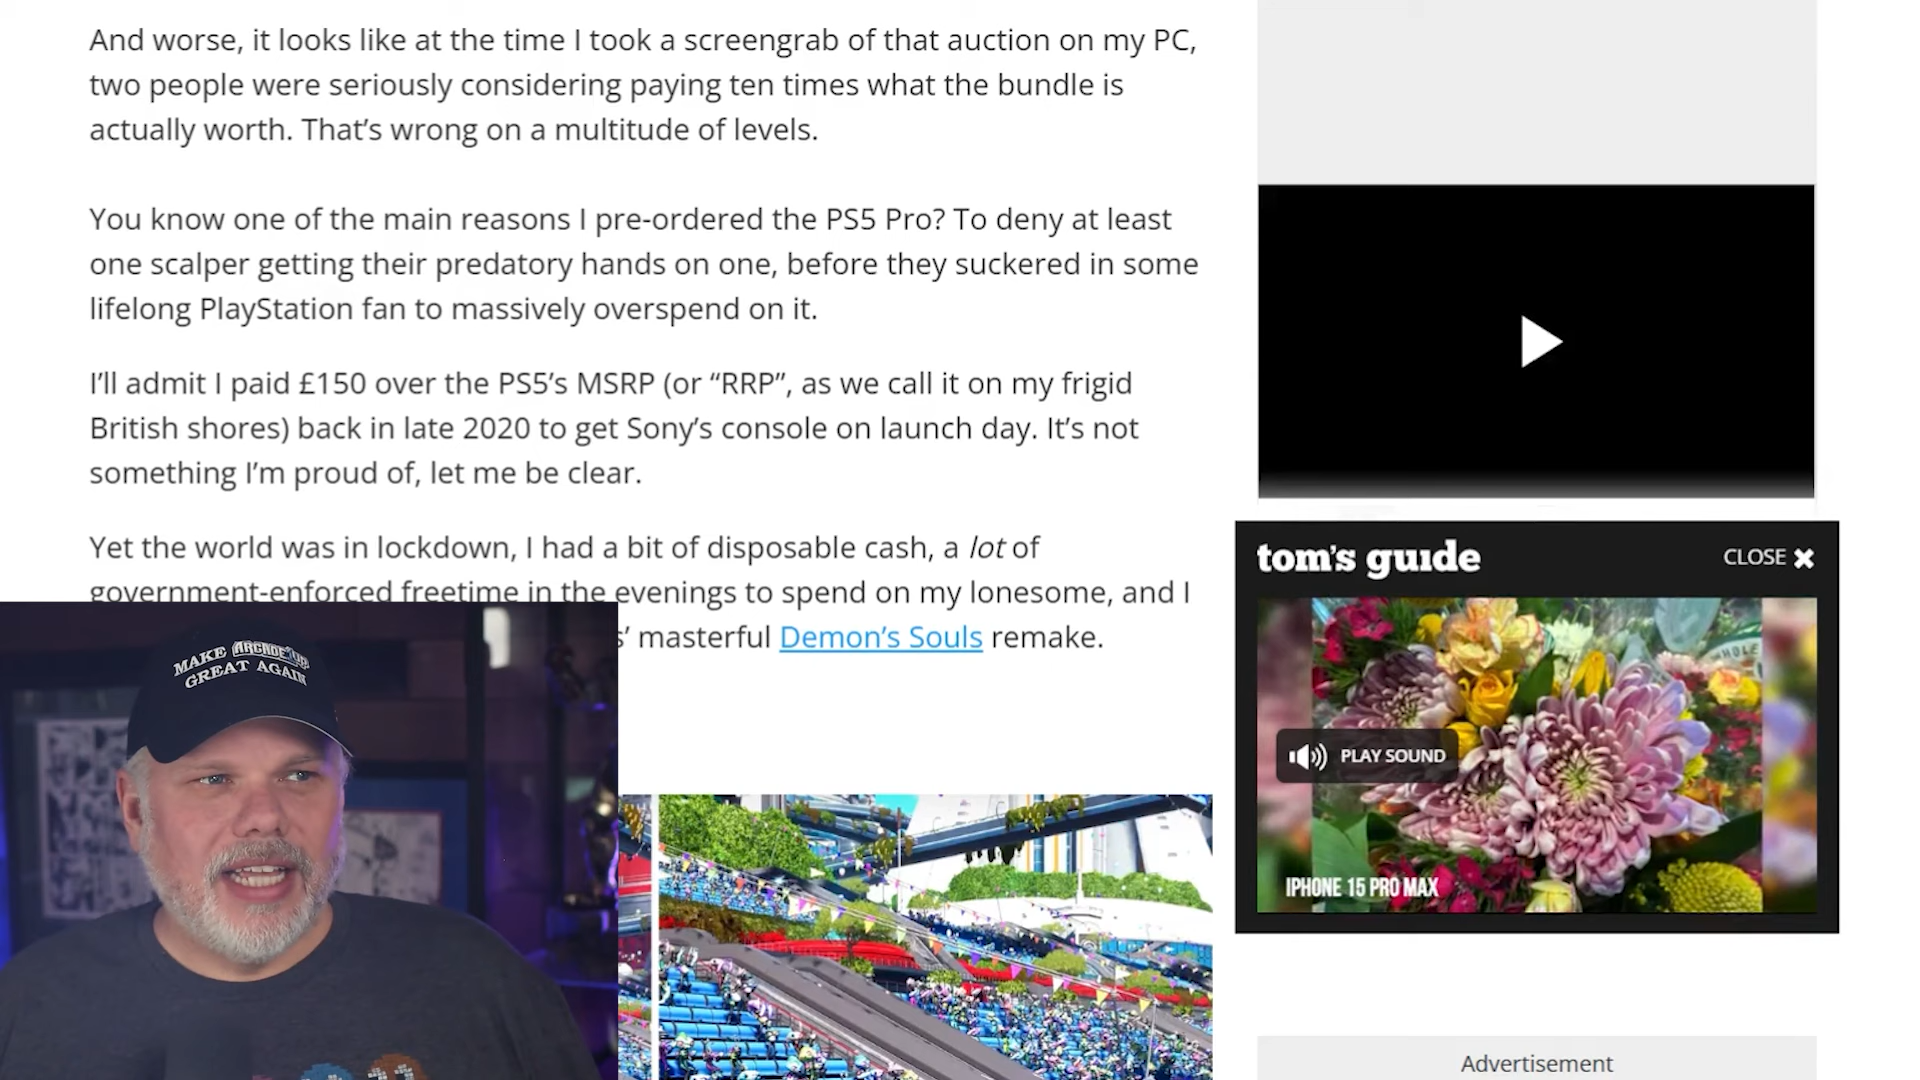 And worse, it looks like at the time I took a screengrab of that auction on my PC,
two people were seriously considering paying ten times what the bundle is
actually worth. That’s wrong on a multitude of levels.
You know one of the main reasons I pre-ordered the PS5 Pro? To deny at least
one scalper getting their predatory hands on one, before they suckered in some
lifelong PlayStation fan to massively overspend on it.
I’ll admit I paid £150 over the PS5’s MSRP (or “RRP”, as we call it on my frigid
British shores) back in late 2020 to get Sony’s console on launch day. It’s not
something I’m proud of, let me be clear.
Yet the world was in lockdown, I had a bit of disposable cash, a lot of
government-enforced freetime in the evenings to spend on my lonesome, and I
s’ masterful Demon’s Souls remake.
MAKE ARCADE1UP
GREAT AGAIN
tom's guide
CLOSE
PLAY SOUND
IPHONE 15 PRO MAX
Advertisement